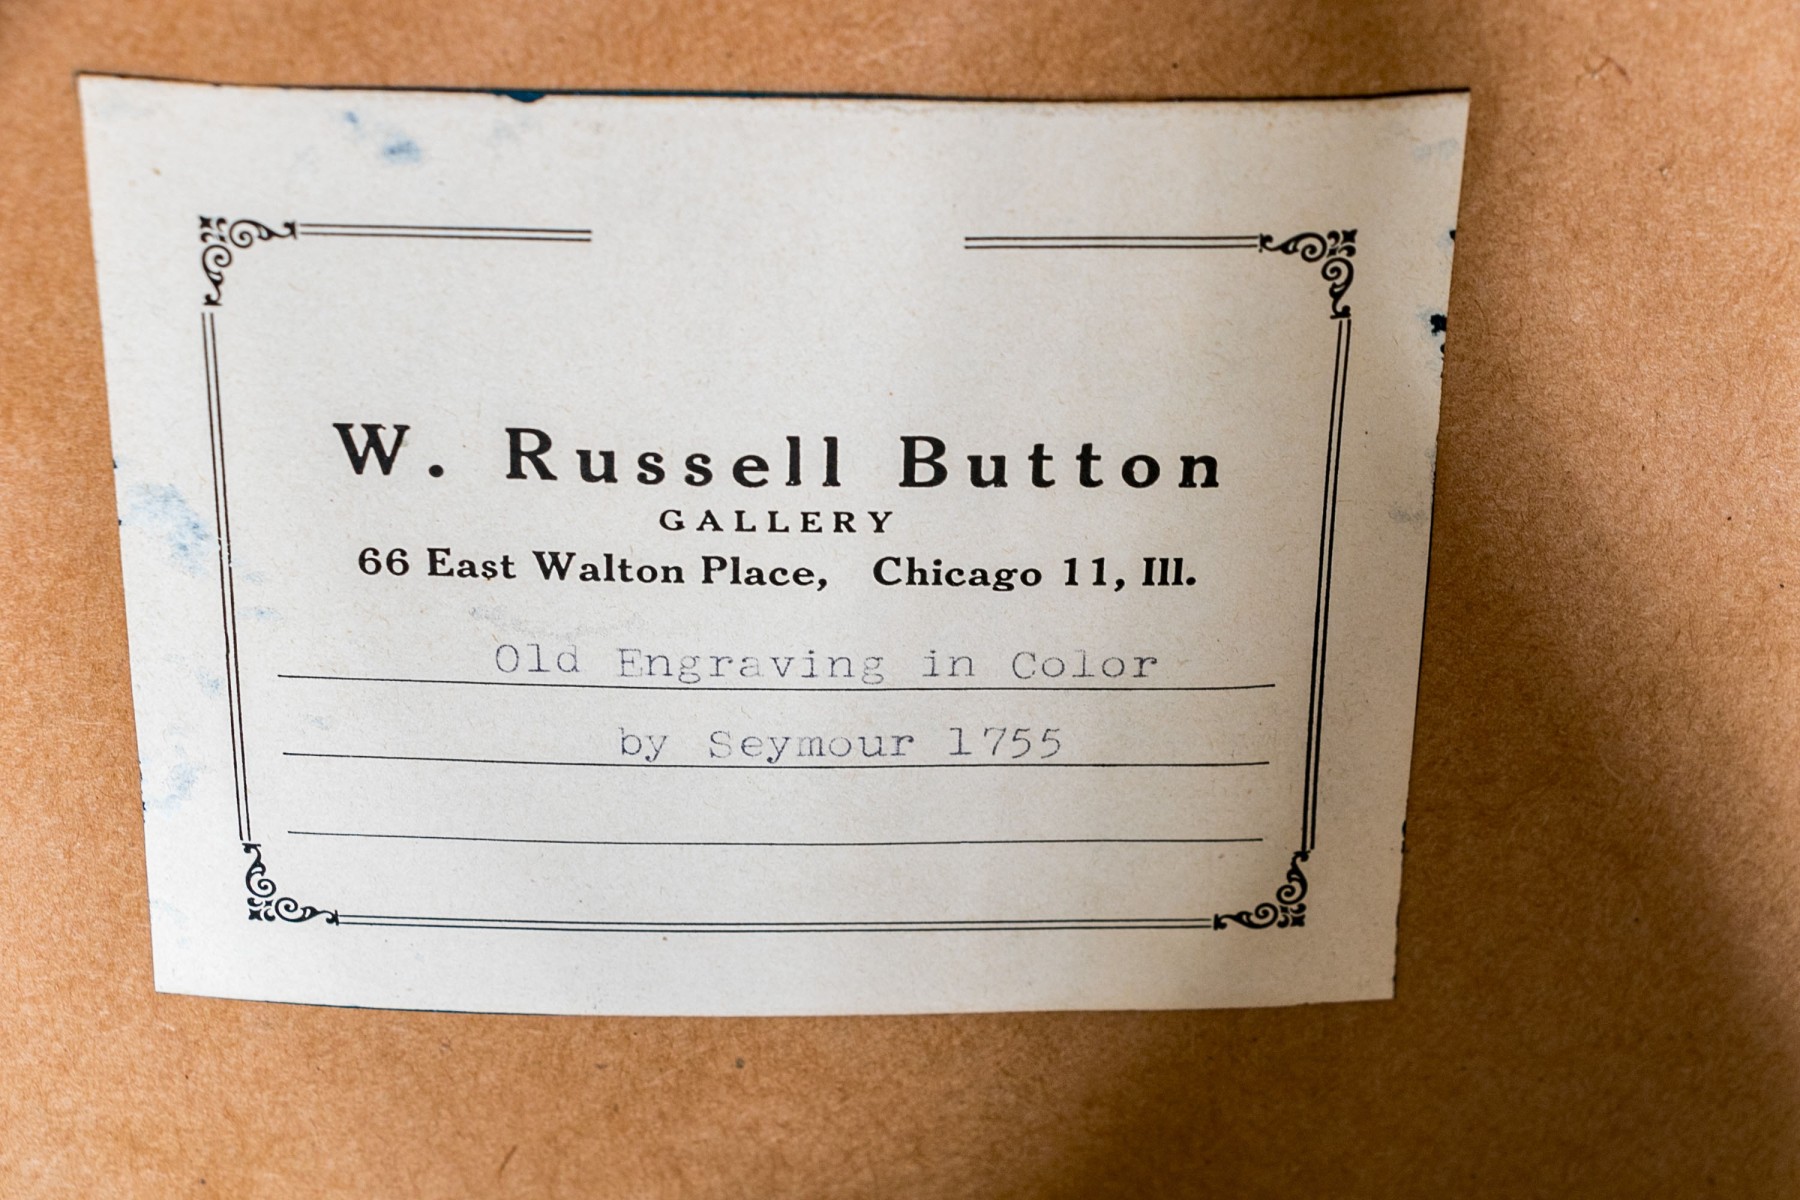 W. Russell Button
GALLERY
66 East Walton Place, Chicago 11, Ill.
Old Engraving in Color
by Seymour 1755